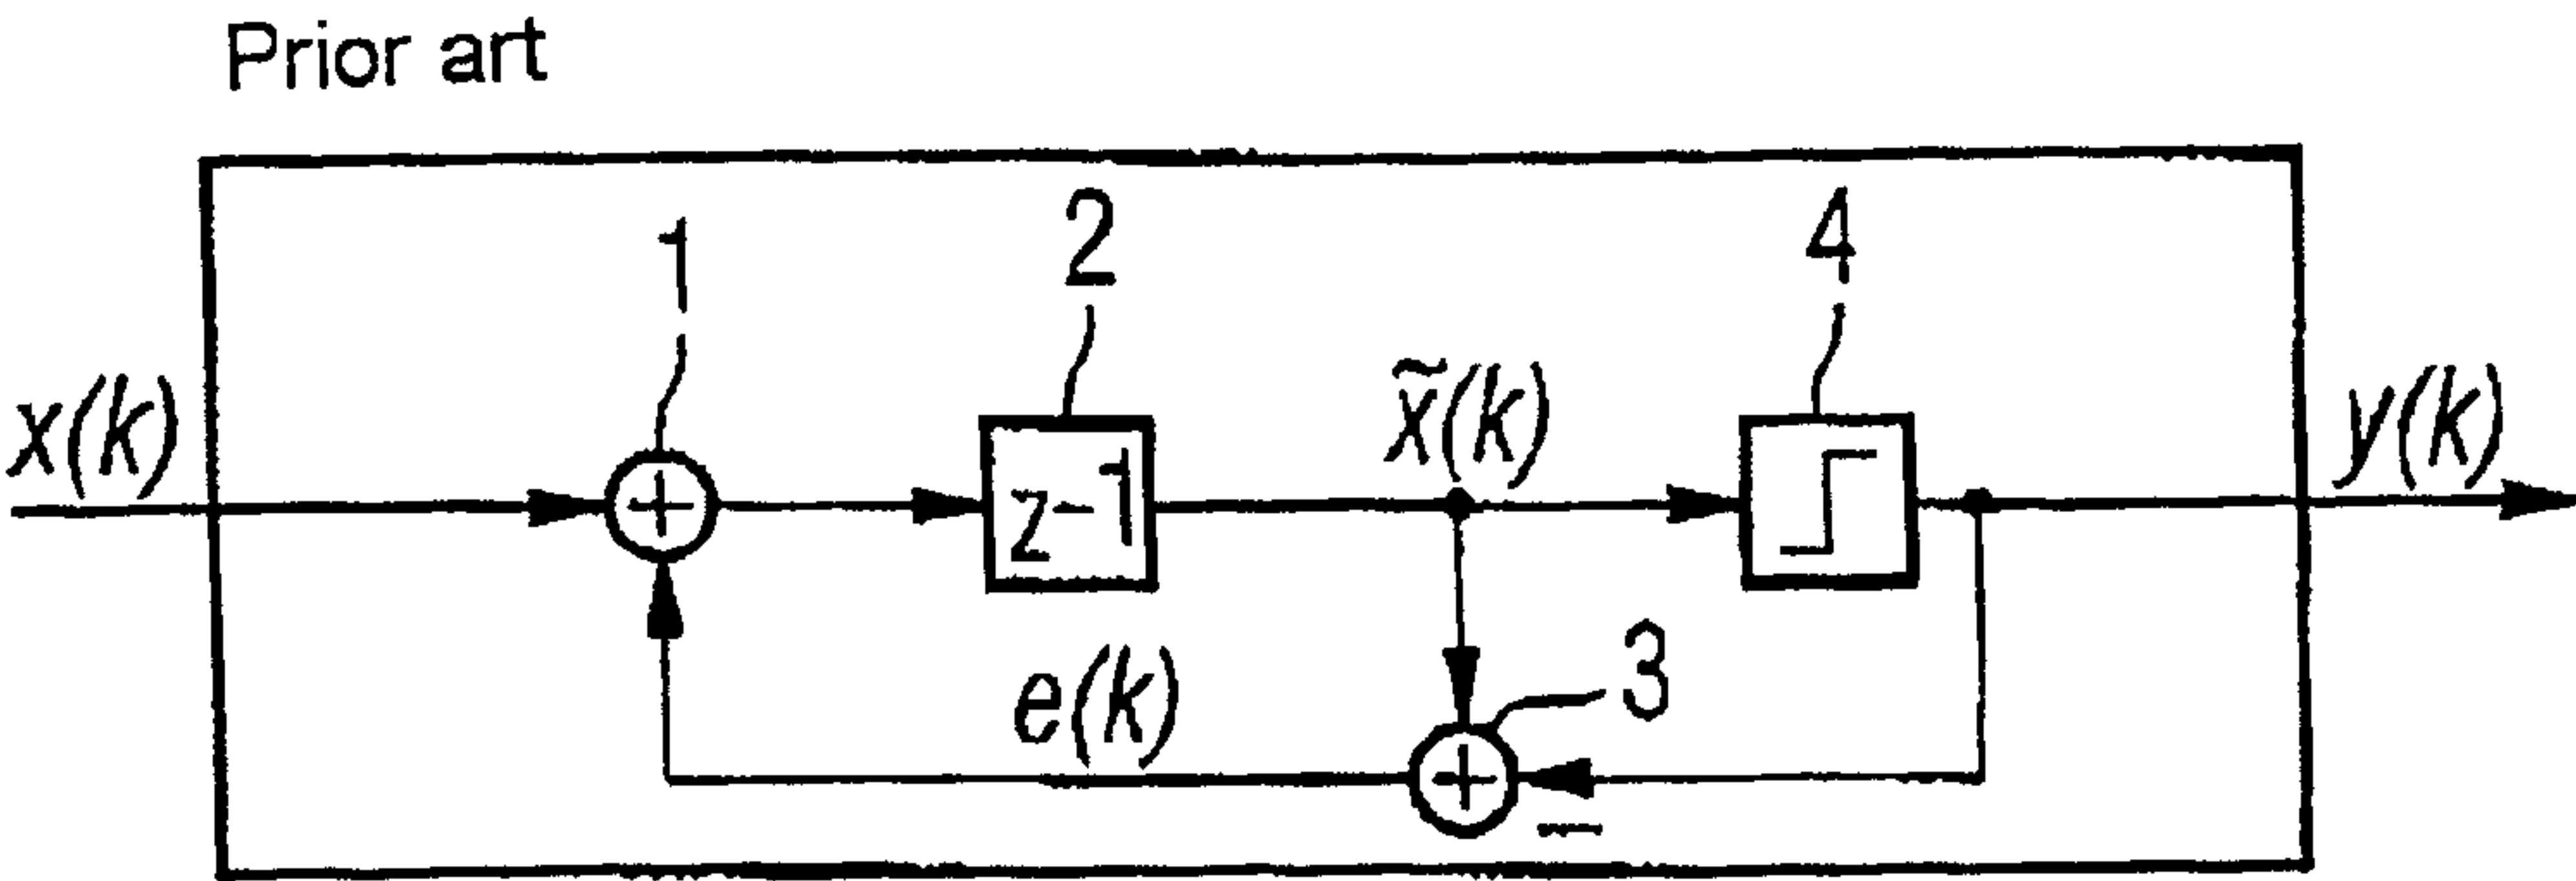 Prior art
1
2
4
x(k)
z⁻¹
x̃(k)
y(k)
e(k)
3